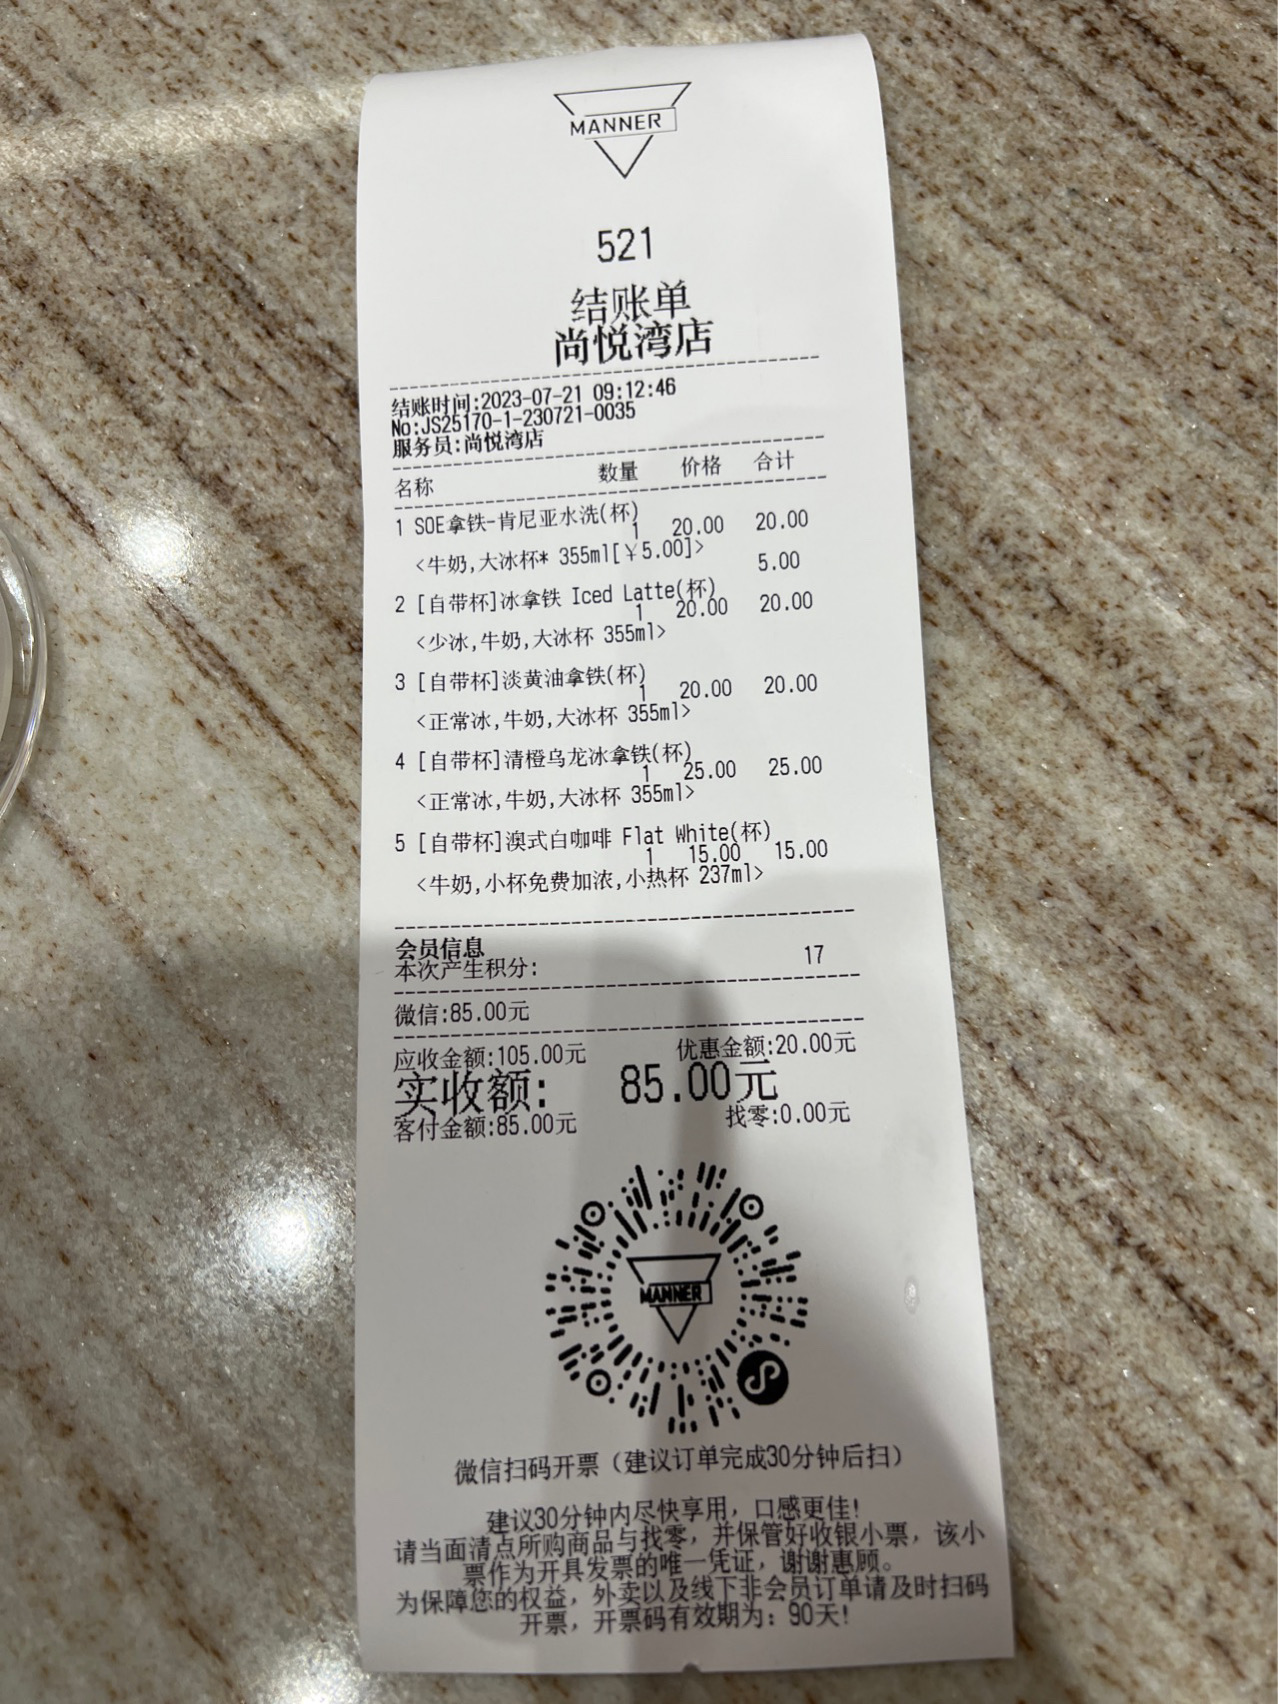 MANNER
521
结账单
尚悦湾店
结账时间:2023-07-21 09:12:46
No:JS25170-1-230721-0035
服务员:尚悦湾店
名称 数量 价格 合计
1 SOE拿铁-肯尼亚水洗(杯)
1 20.00 20.00
<牛奶,大冰杯* 355ml[￥5.00]>
5.00
2 [自带杯]冰拿铁 Iced Latte(杯)
1 20.00 20.00
<少冰,牛奶,大冰杯 355ml>
3 [自带杯]淡黄油拿铁(杯)
1 20.00 20.00
<正常冰,牛奶,大冰杯 355ml>
4 [自带杯]清橙乌龙冰拿铁(杯)
1 25.00 25.00
<正常冰,牛奶,大冰杯 355ml>
5 [自带杯]澳式白咖啡 Flat White(杯)
1 15.00 15.00
<牛奶,小杯免费加浓,小热杯 237ml>
会员信息
本次产生积分: 17
微信:85.00元
应收金额:105.00元 优惠金额:20.00元
实收额: 85.00元
客付金额:85.00元 找零:0.00元
MANNER
微信扫码开票（建议订单完成30分钟后扫）
建议30分钟内尽快享用，口感更佳!
请当面清点所购商品与找零，并保管好收银小票，该小
票作为开具发票的唯一凭证，谢谢惠顾。
为保障您的权益，外卖以及线下非会员订单请及时扫码
开票，开票码有效期为：90天!